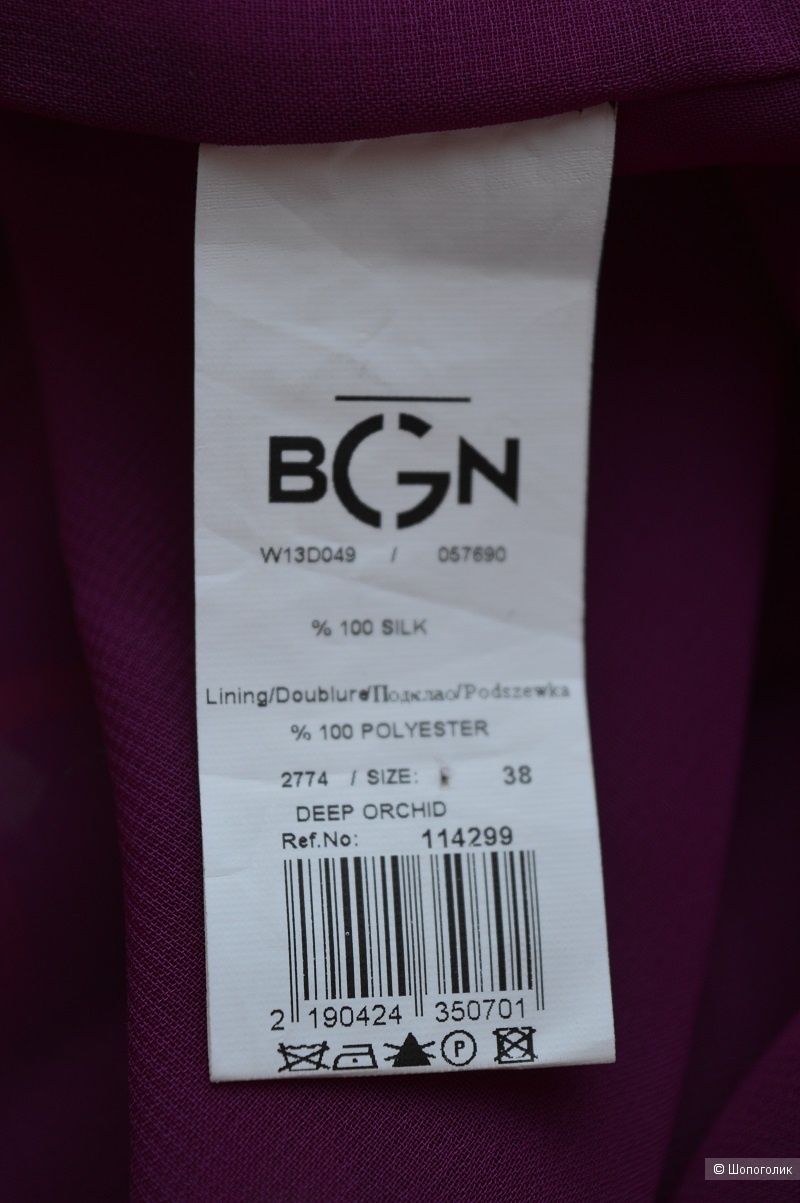 BGN
W13D049 / 057690
% 100 SILK
Lining/Doublure/Подклао/Podszewka
% 100 POLYESTER
2774 / SIZE: 38
DEEP ORCHID
Ref.No: 114299
2 190424 350701
P
© Шопоголик